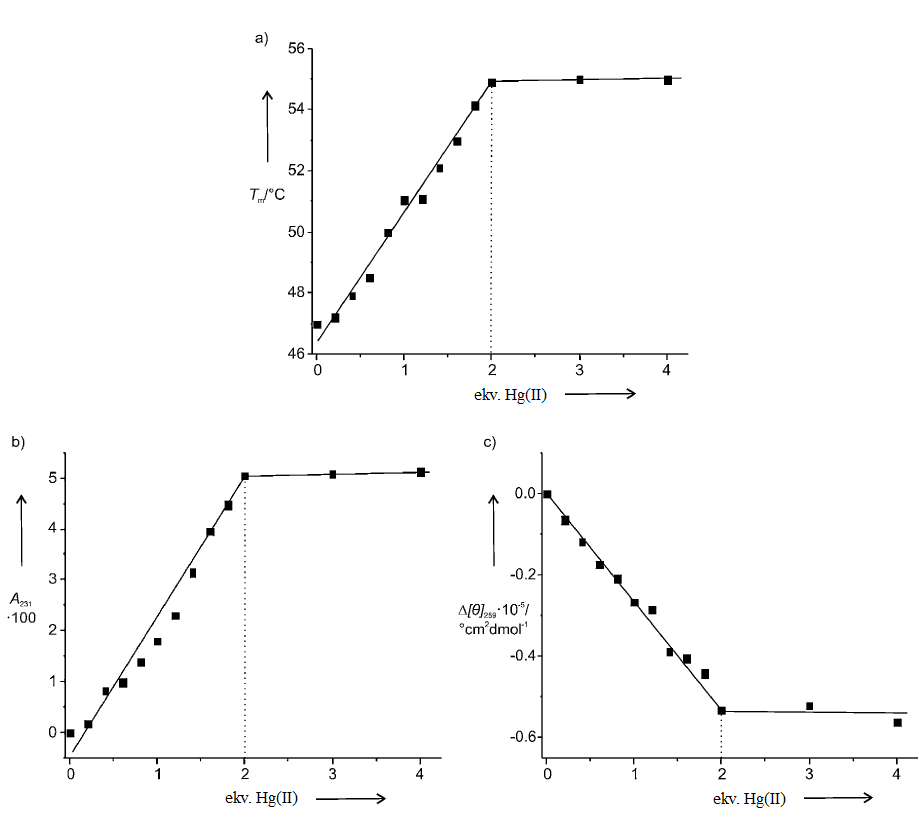 a)
56
54
52
50
48
46
T_m/°C
0 1 2 3 4
ekv. Hg(II)
b)
5
4
3
2
1
0
A_231
·100
0 1 2 3 4
ekv. Hg(II)
c)
0.0
-0.2
-0.4
-0.6
Δ[θ]_259·10^-5/
°cm^2dmol^-1
0 1 2 3 4
ekv. Hg(II)